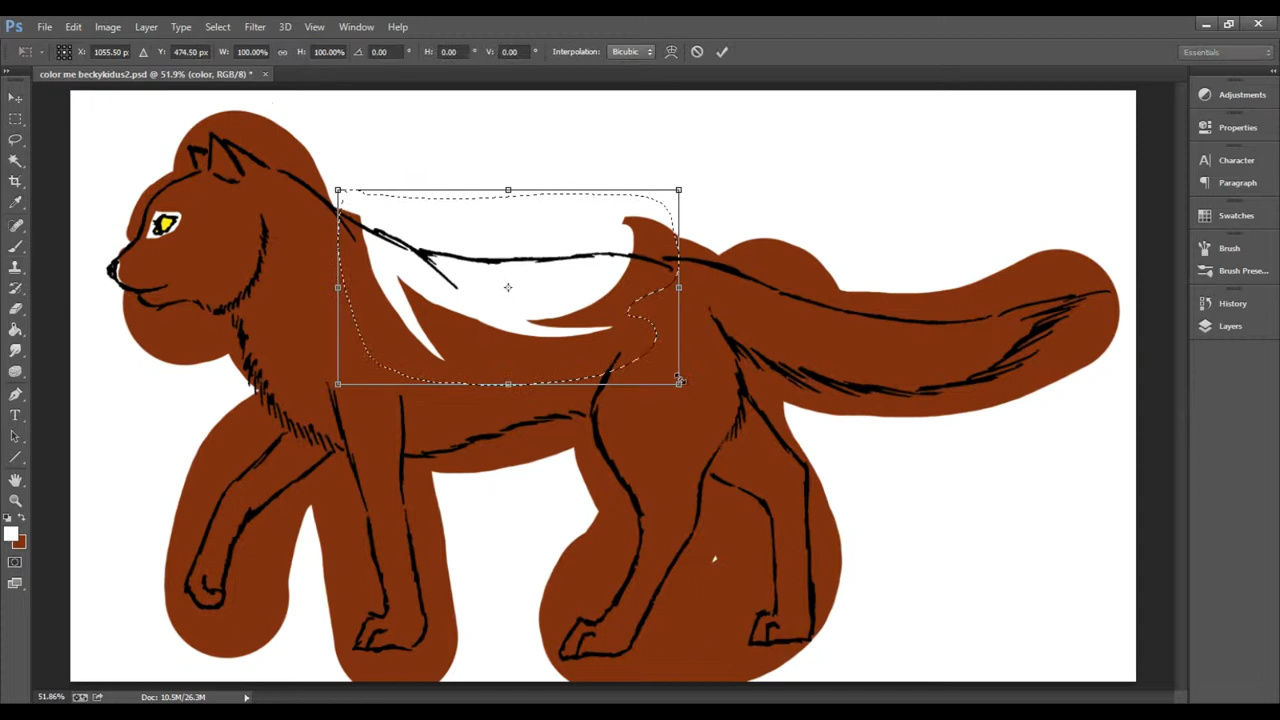 Ps File Edit Image Layer Type Select Filter 3D View Window Help
X: 1055.50 p: Y: 474.50 px W: 100.00% H: 100.00% 0.00 ° H: 0.00 ° V: 0.00 ° Interpolation: Bicubic Essentials
color me beckykidus2.psd @ 51.9% (color, RGB/8) * ×
Adjustments
Properties
Character
Paragraph
Swatches
Brush
Brush Prese...
History
Layers
51.86% Doc: 10.5M/26.3M